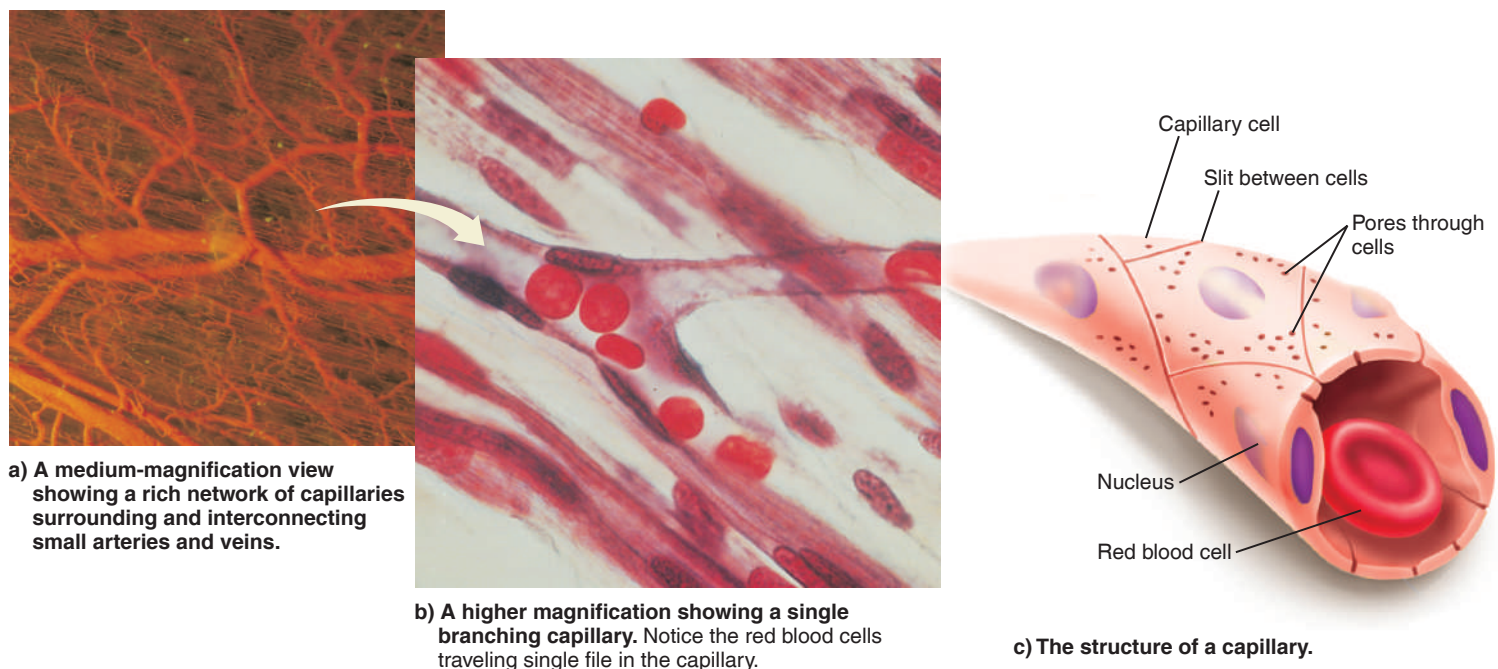 a) A medium-magnification view
showing a rich network of capillaries
surrounding and interconnecting
small arteries and veins.
b) A higher magnification showing a single
branching capillary. Notice the red blood cells
traveling single file in the capillary.
Capillary cell
Slit between cells
Pores through
cells
Nucleus
Red blood cell
c) The structure of a capillary.